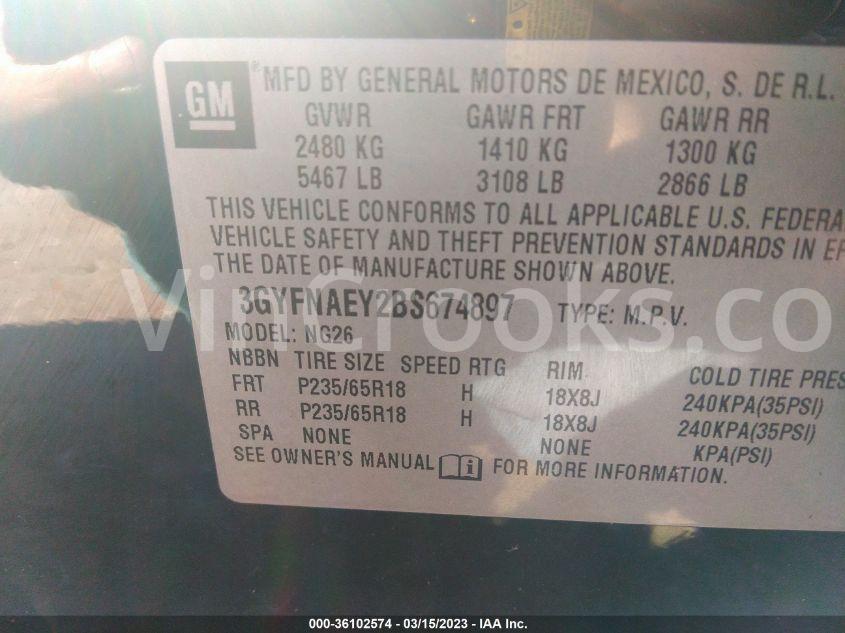 GM
® MFD BY GENERAL MOTORS DE MEXICO, S. DE R.L.
GVWR GAWR FRT GAWR RR
2480 KG 1410 KG 1300 KG
5467 LB 3108 LB 2866 LB
THIS VEHICLE CONFORMS TO ALL APPLICABLE U.S. FEDERA
VEHICLE SAFETY AND THEFT PREVENTION STANDARDS IN EF
THE DATE OF MANUFACTURE SHOWN ABOVE.
3GYFNAEY2BS674897 TYPE: M.P.V.
VinCrooks.co
MODEL: NG26
NBBN TIRE SIZE SPEED RTG RIM COLD TIRE PRES
FRT P235/65R18 H 18X8J 240KPA(35PSI)
RR P235/65R18 H 18X8J 240KPA(35PSI)
SPA NONE NONE KPA(PSI)
SEE OWNER'S MANUAL i FOR MORE INFORMATION.
000-36102574 - 03/15/2023 - IAA Inc.